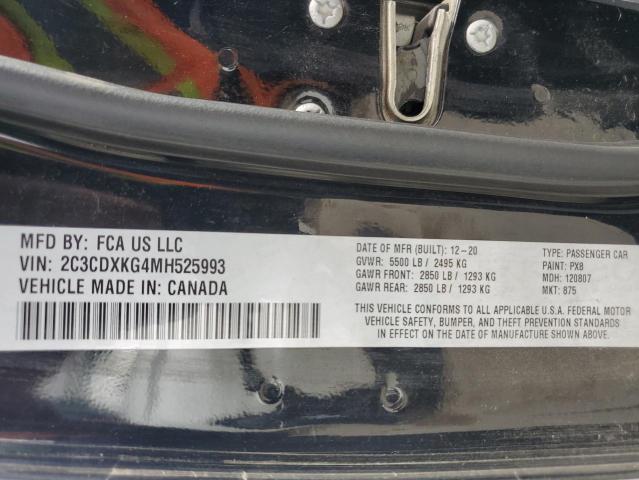 MFD BY: FCA US LLC
VIN: 2C3CDXKG4MH525993
VEHICLE MADE IN: CANADA
DATE OF MFR (BUILT): 12-20
GVWR: 5500 LB / 2495 KG
GAWR FRONT: 2850 LB / 1293 KG
GAWR REAR: 2850 LB / 1293 KG
TYPE: PASSENGER CAR
PAINT: PX8
MDH: 120807
MKT: 875
THIS VEHICLE CONFORMS TO ALL APPLICABLE U.S.A. FEDERAL MOTOR
VEHICLE SAFETY, BUMPER, AND THEFT PREVENTION STANDARDS
IN EFFECT ON THE DATE OF MANUFACTURE SHOWN ABOVE.